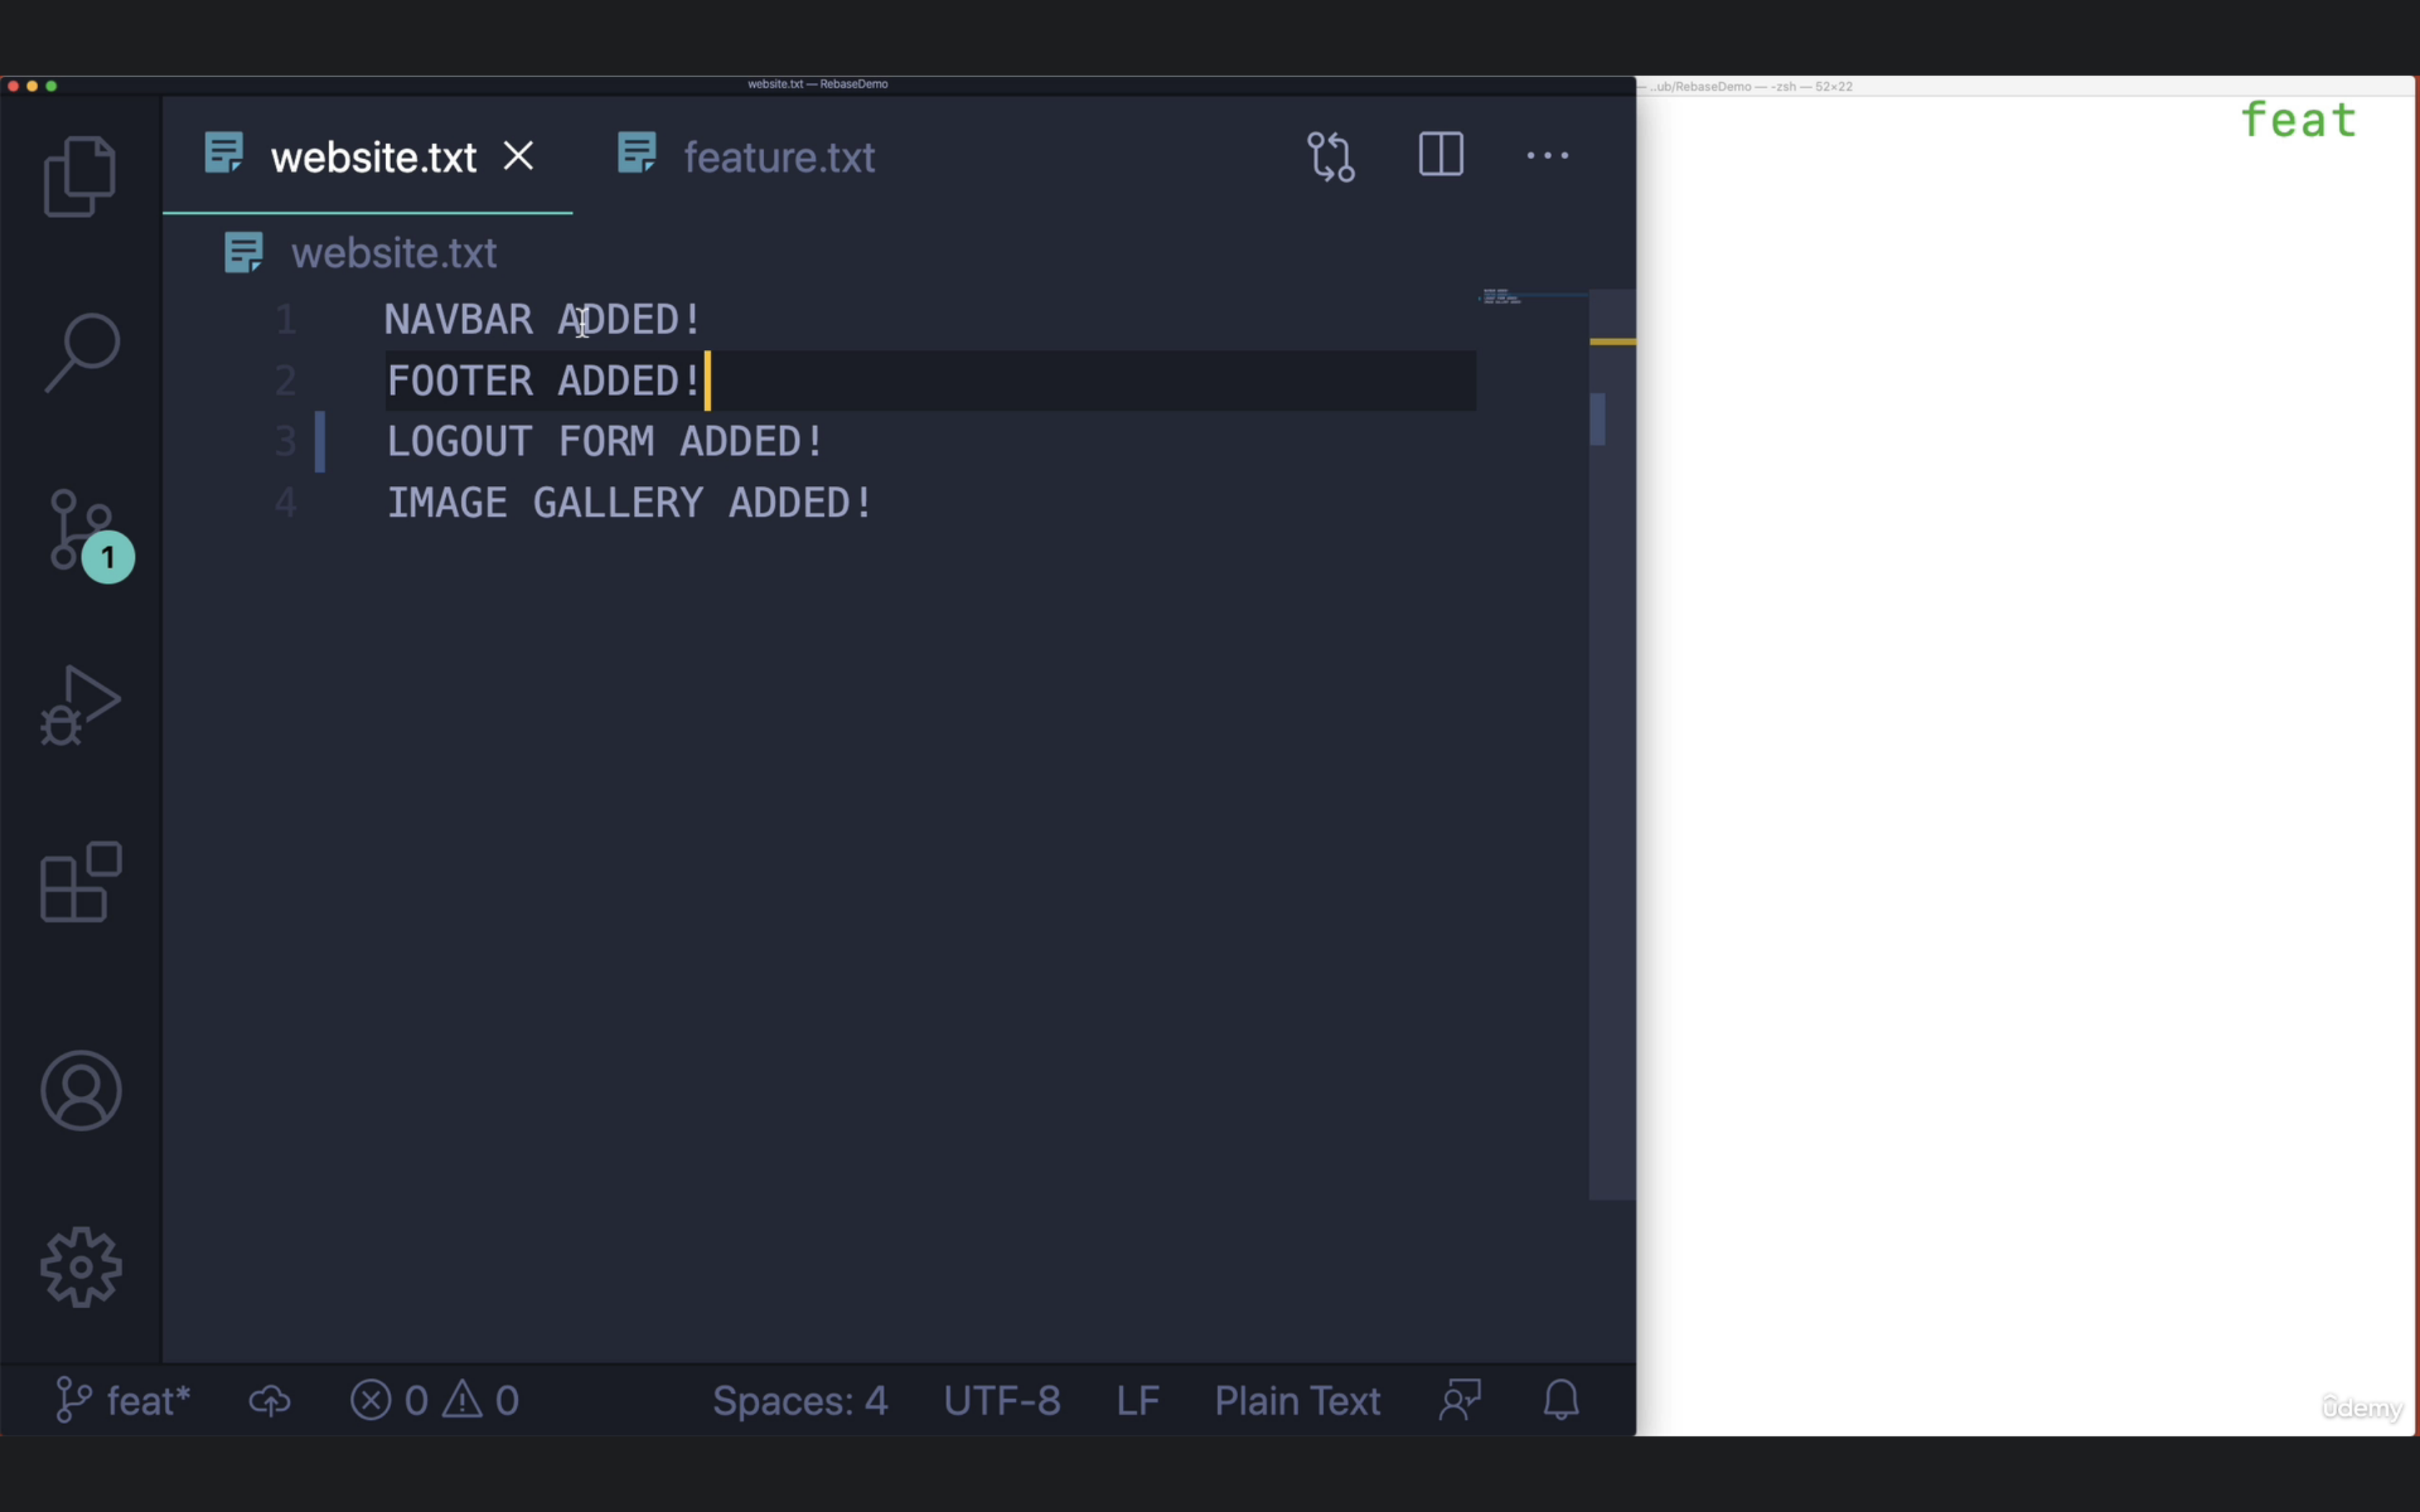 website.txt — RebaseDemo
— ..ub/RebaseDemo — -zsh — 52×22
feat
website.txt feature.txt
website.txt
1 NAVBAR ADDED!
2 FOOTER ADDED!
3 LOGOUT FORM ADDED!
4 IMAGE GALLERY ADDED!
1
feat* 0 0 Spaces: 4 UTF-8 LF Plain Text
ûdemy